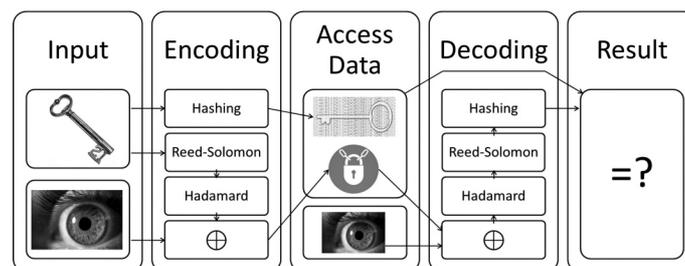 Input
Encoding
Access
Data
Decoding
Result
Hashing
Reed-Solomon
Hadamard
⊕
Hashing
Reed-Solomon
Hadamard
⊕
=?